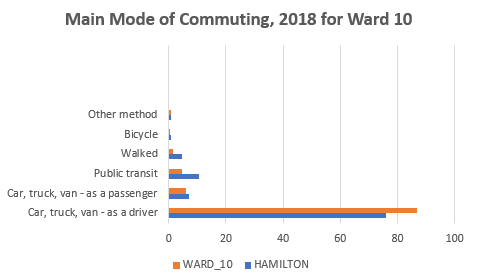 Main Mode of Commuting, 2018 for Ward 10
Other method
Bicycle
Walked
Public transit
Car, truck, van - as a passenger
Car, truck, van - as a driver
0 20 40 60 80 100
WARD_10 HAMILTON